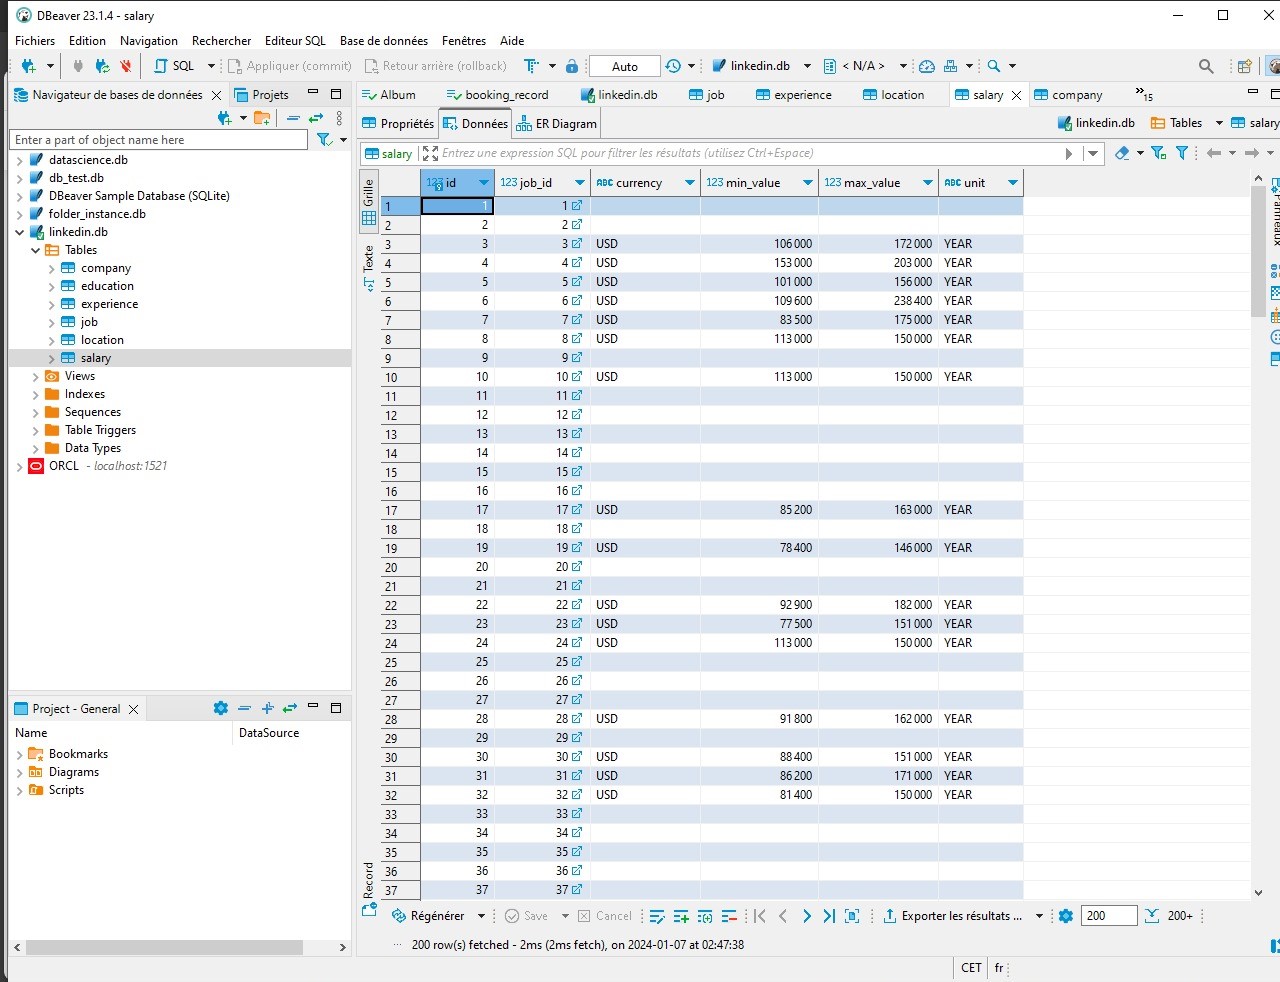 DBeaver 23.1.4 - salary
Fichiers Edition Navigation Rechercher Editeur SQL Base de données Fenêtres Aide
SQL Appliquer (commit) Retour arrière (rollback) Auto linkedin.db < N/A >
Navigateur de bases de données Projets
Enter a part of object name here
datascience.db
db_test.db
DBeaver Sample Database (SQLite)
folder_instance.db
linkedin.db
Tables
company
education
experience
job
location
salary
Views
Indexes
Sequences
Table Triggers
Data Types
ORCL - localhost:1521
Project - General
Name DataSource
Bookmarks
Diagrams
Scripts
Album booking_record linkedin.db job experience location salary company »15
Propriétés Données ER Diagram linkedin.db Tables salary
salary Entrez une expression SQL pour filtrer les résultats (utilisez Ctrl+Espace)
Grille
Texte
Record
Panneaux
123 id 123 job_id ABC currency 123 min_value 123 max_value ABC unit
1 1 1
2 2 2
3 3 3 USD 106 000 172 000 YEAR
4 4 4 USD 153 000 203 000 YEAR
5 5 5 USD 101 000 156 000 YEAR
6 6 6 USD 109 600 238 400 YEAR
7 7 7 USD 83 500 175 000 YEAR
8 8 8 USD 113 000 150 000 YEAR
9 9 9
10 10 10 USD 113 000 150 000 YEAR
11 11 11
12 12 12
13 13 13
14 14 14
15 15 15
16 16 16
17 17 17 USD 85 200 163 000 YEAR
18 18 18
19 19 19 USD 78 400 146 000 YEAR
20 20 20
21 21 21
22 22 22 USD 92 900 182 000 YEAR
23 23 23 USD 77 500 151 000 YEAR
24 24 24 USD 113 000 150 000 YEAR
25 25 25
26 26 26
27 27 27
28 28 28 USD 91 800 162 000 YEAR
29 29 29
30 30 30 USD 88 400 151 000 YEAR
31 31 31 USD 86 200 171 000 YEAR
32 32 32 USD 81 400 150 000 YEAR
33 33 33
34 34 34
35 35 35
36 36 36
37 37 37
Régénérer Save Cancel Exporter les résultats ... 200 200+
200 row(s) fetched - 2ms (2ms fetch), on 2024-01-07 at 02:47:38
CET fr